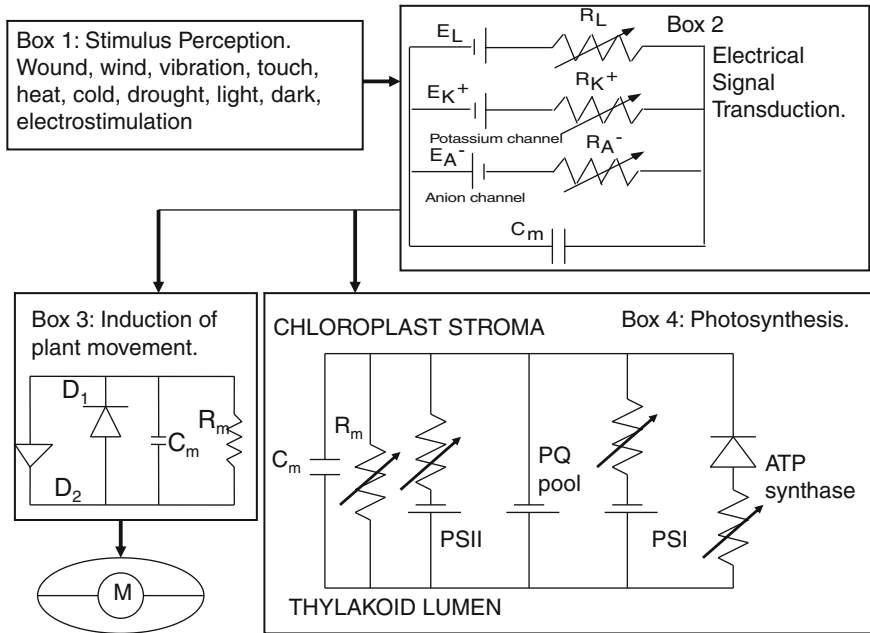 Box 1: Stimulus Perception.
Wound, wind, vibration, touch,
heat, cold, drought, light, dark,
electrostimulation
Box 2
Electrical
Signal
Transduction.
E_L
R_L
E_K+
R_K+
Potassium channel
E_A-
R_A-
Anion channel
C_m
Box 3: Induction of
plant movement.
D_1
R_m
C_m
D_2
M
Box 4: Photosynthesis.
CHLOROPLAST STROMA
R_m
C_m
PQ
pool
ATP
synthase
PSII
PSI
THYLAKOID LUMEN